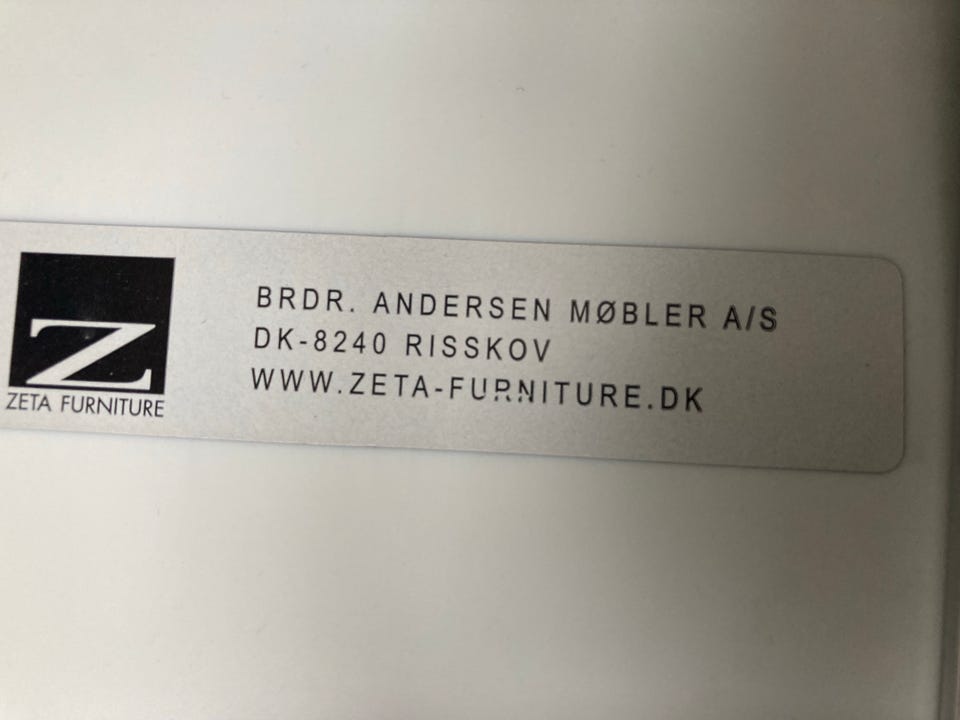 BRDR. ANDERSEN MØBLER A/S
DK-8240 RISSKOV
WWW.ZETA-FURNITURE.DK
Z
ZETA FURNITURE